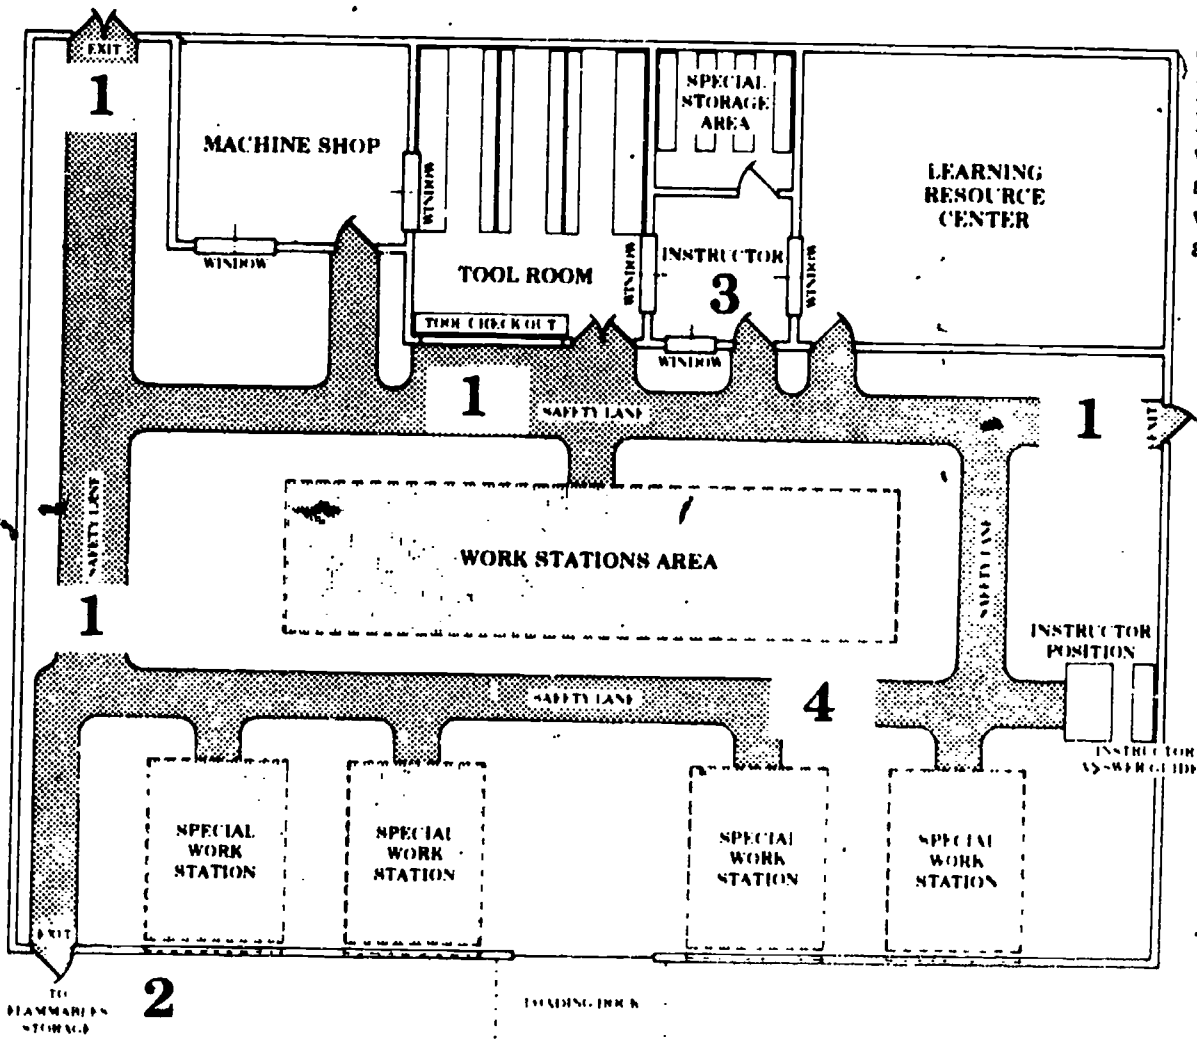 EXIT
1
MACHINE SHOP
WINDOW
WINDOW
TOOL ROOM
TOOL CHECK OUT
WINDOW
SPECIAL
STORAGE
AREA
INSTRUCTOR
3
WINDOW
WINDOW
LEARNING
RESOURCE
CENTER
1
SAFETY LANE
1
EXIT
SAFETY LANE
WORK STATIONS AREA
SAFETY LANE
1
INSTRUCTOR
POSITION
SAFETY LANE
4
INSTRUCTOR
ANSWER GUIDE
SPECIAL
WORK
STATION
SPECIAL
WORK
STATION
SPECIAL
WORK
STATION
SPECIAL
WORK
STATION
EXIT
TO
FLAMMABLES
STORAGE
2
LOADING DOCK